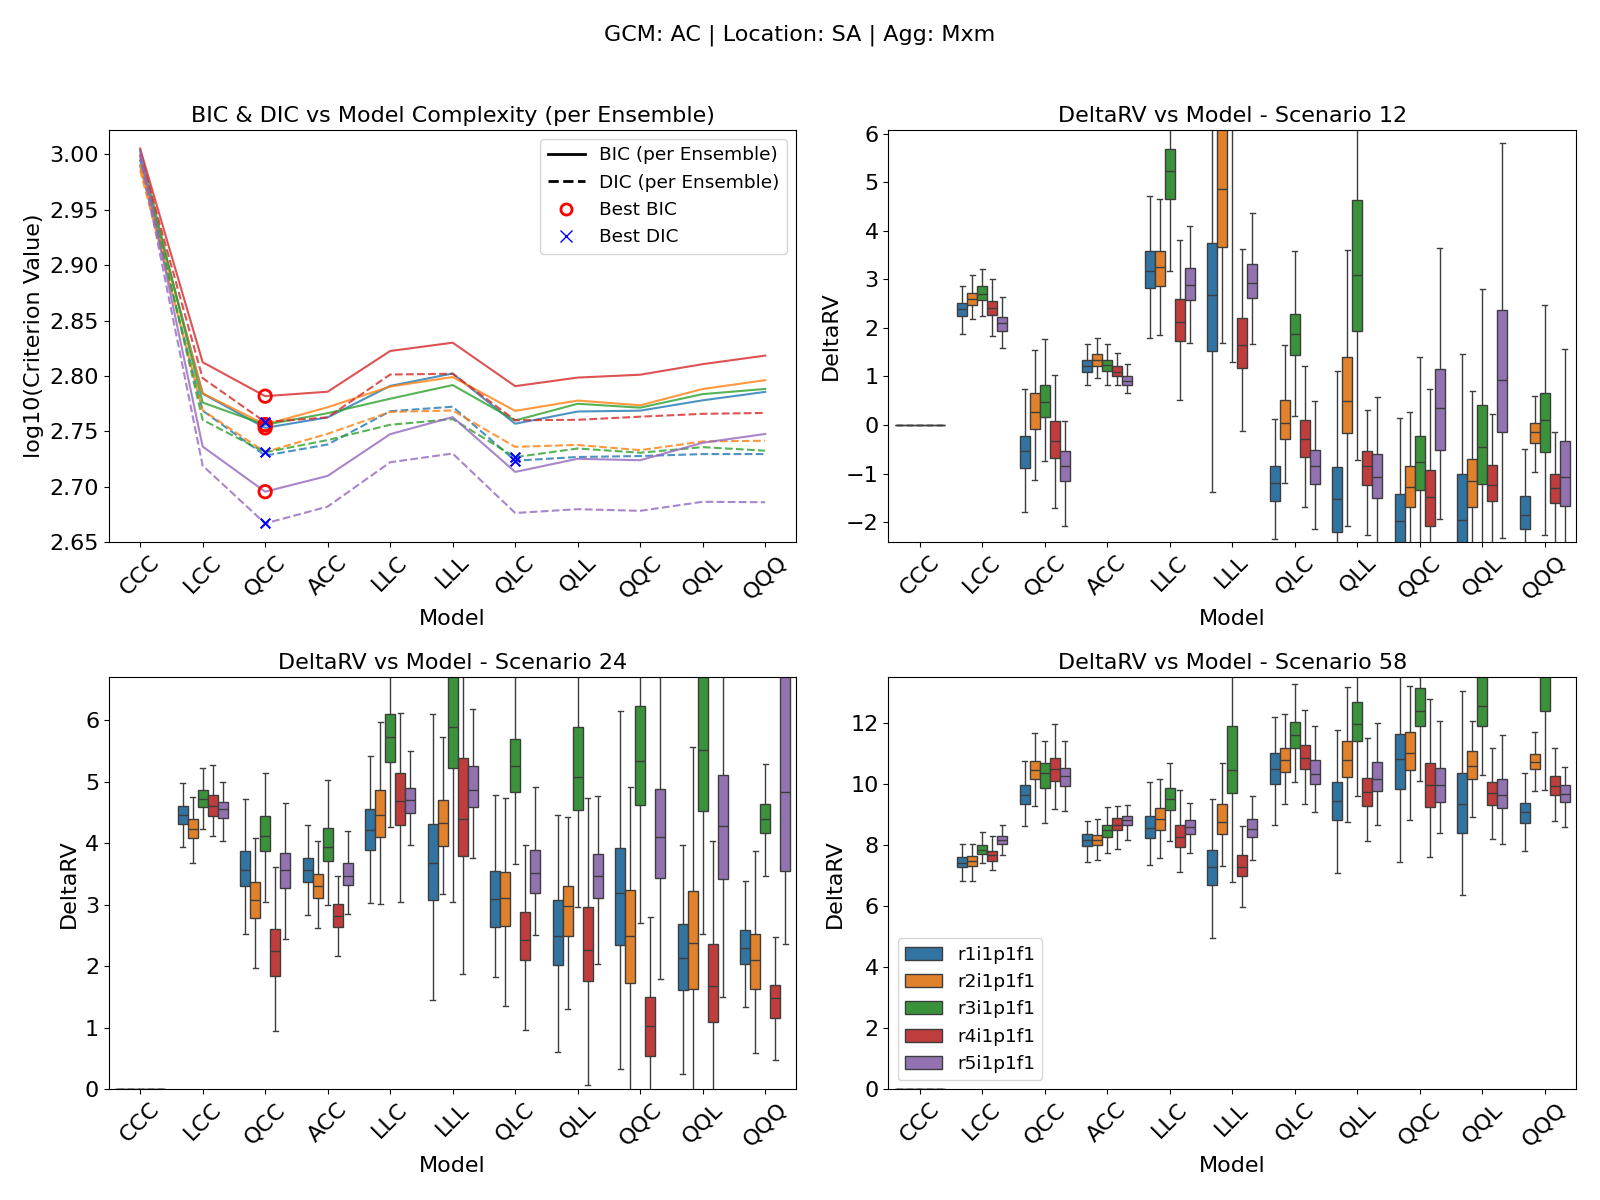 GCM: AC | Location: SA | Agg: Mxm
BIC & DIC vs Model Complexity (per Ensemble)
log10(Criterion Value)
3.00
2.95
2.90
2.85
2.80
2.75
2.70
2.65
BIC (per Ensemble)
DIC (per Ensemble)
Best BIC
Best DIC
CCC
LCC
QCC
ACC
LLC
LLL
QLC
QLL
QQC
QQL
QQQ
Model
DeltaRV vs Model - Scenario 12
DeltaRV
6
5
4
3
2
1
0
−1
−2
CCC
LCC
QCC
ACC
LLC
LLL
QLC
QLL
QQC
QQL
QQQ
Model
DeltaRV vs Model - Scenario 24
DeltaRV
6
5
4
3
2
1
0
CCC
LCC
QCC
ACC
LLC
LLL
QLC
QLL
QQC
QQL
QQQ
Model
DeltaRV vs Model - Scenario 58
DeltaRV
12
10
8
6
4
2
0
r1i1p1f1
r2i1p1f1
r3i1p1f1
r4i1p1f1
r5i1p1f1
CCC
LCC
QCC
ACC
LLC
LLL
QLC
QLL
QQC
QQL
QQQ
Model